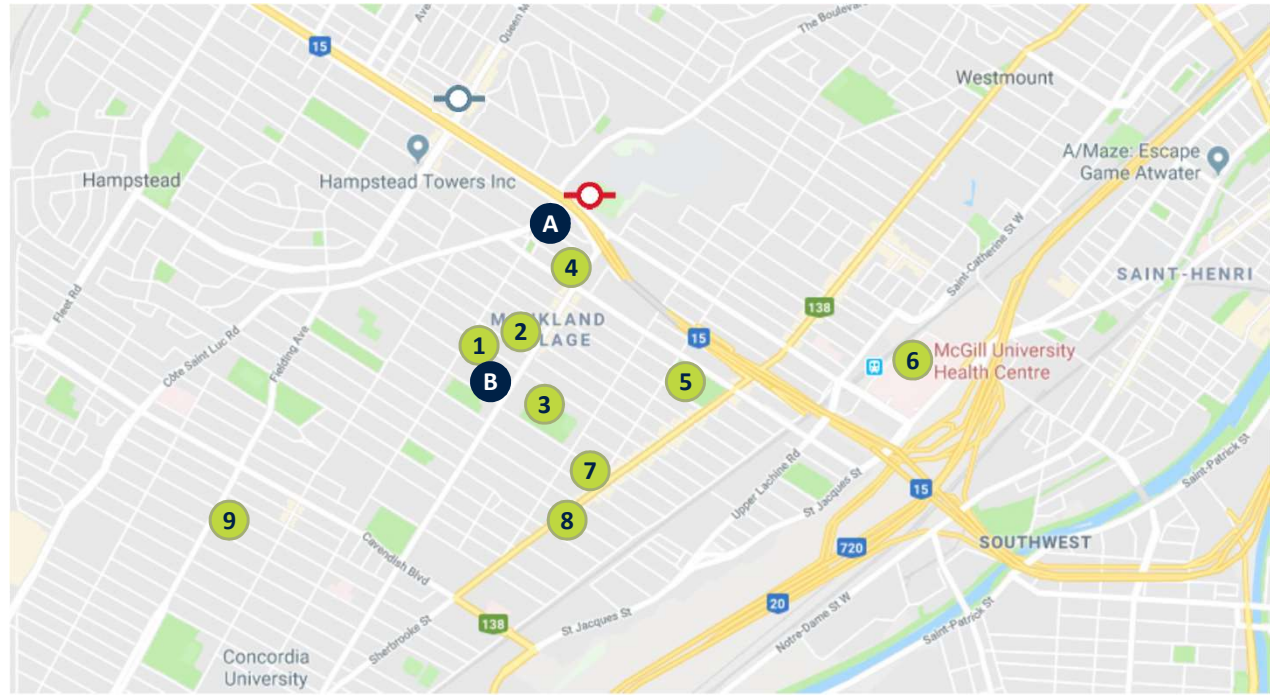 Ave
Queen M
The Boulevar
15
Westmount
A/Maze: Escape
Game Atwater
Hampstead
Hampstead Towers Inc
A
4
Saint-Catherine St W
SAINT-HENRI
Fleet Rd
138
M NKLAND
LAGE
2
1
15
Côte Saint Luc Rd
Fielding Ave
McGill University
Health Centre
6
B
5
3
7
Upper Lachine Rd
St Jacques St
Saint-Patrick St
15
9
8
Cavendish Blvd
720
SOUTHWEST
20
Notre-Dame St W
Saint-Patrick St
138
St Jacques St
Sherbrooke St
Concordia
University